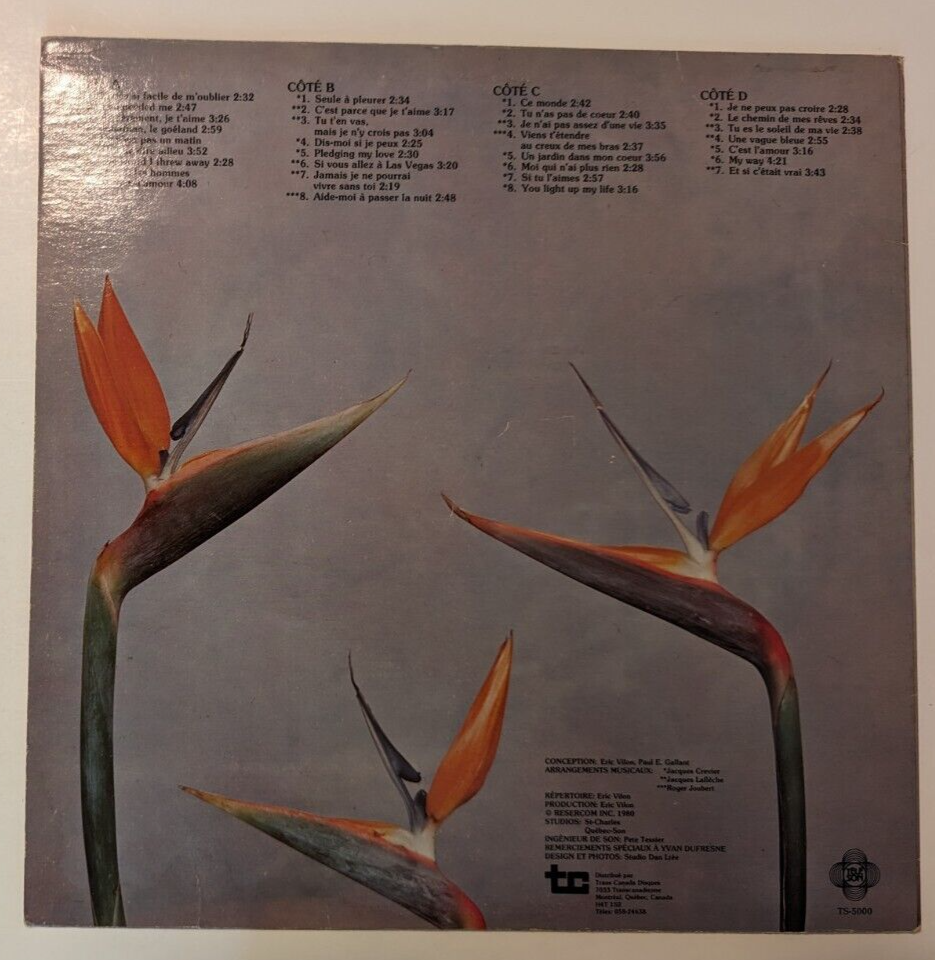 si facile de m'oublier 2:32
needed me 2:47
je t'aime 3:26
le goéland 2:59
pas un matin
3:52
I threw away 2:28
les hommes
l'amour 4:08
CÔTÉ B
*1. Seule à pleurer 2:34
**2. C'est parce que je t'aime 3:17
**3. Tu t'en vas,
mais je n'y crois pas 3:04
*4. Dis-moi si je peux 2:25
*5. Pledging my love 2:30
**6. Si vous allez à Las Vegas 3:20
**7. Jamais je ne pourrai
vivre sans toi 2:19
***8. Aide-moi à passer la nuit 2:48
CÔTÉ C
*1. Ce monde 2:42
*2. Tu n'as pas de coeur 2:40
**3. Je n'ai pas assez d'une vie 3:35
***4. Viens t'étendre
au creux de mes bras 2:37
*5. Un jardin dans mon coeur 3:56
*6. Moi qui n'ai plus rien 2:28
*7. Si tu l'aimes 2:57
*8. You light up my life 3:16
CÔTÉ D
*1. Je ne peux pas croire 2:28
*2. Le chemin de mes rêves 2:34
**3. Tu es le soleil de ma vie 2:38
**4. Une vague bleue 2:55
*5. C'est l'amour 3:16
*6. My way 4:21
**7. Et si c'était vrai 3:43
CONCEPTION: Eric Vilon, Paul E. Gallant
ARRANGEMENTS MUSICAUX: *Jacques Crevier
**Jacques Laflèche
***Roger Joubert
RÉPERTOIRE: Eric Vilon
PRODUCTION: Eric Vilon
© RESERCOM INC. 1980
STUDIOS: St-Charles
Québec-Son
INGÉNIEUR DE SON: Pete Tessier
REMERCIEMENTS SPÉCIAUX À YVAN DUFRESNE
DESIGN ET PHOTOS: Studio Dan Liée
tc
Distribué par
Trans-Canada Disques
7033 Transcanadienne
Montréal, Québec, Canada
H4T 1S2
Télex: 058-24438
TÉLÉ SON
TS-5000